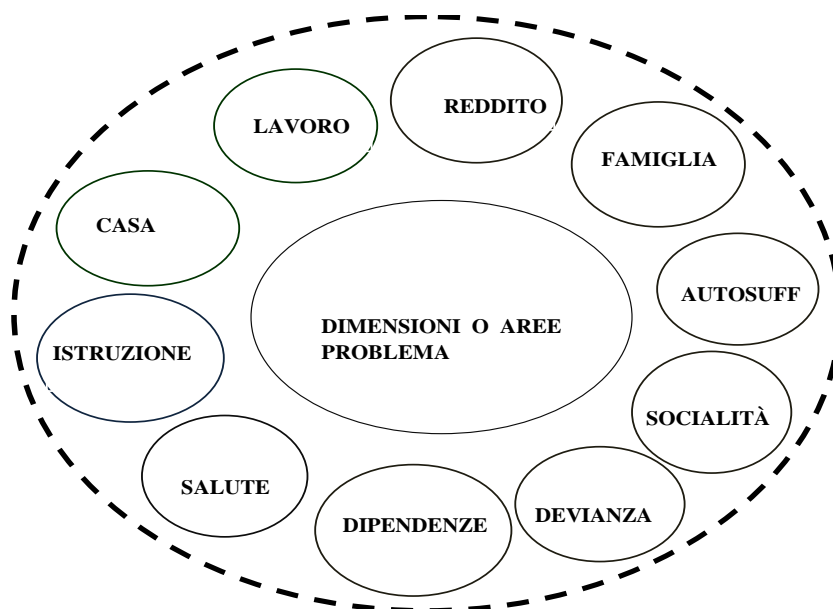 REDDITO
LAVORO
FAMIGLIA
CASA
AUTOSUFF
DIMENSIONI O AREE
PROBLEMA
ISTRUZIONE
SOCIALITÀ
SALUTE
DIPENDENZE
DEVIANZA